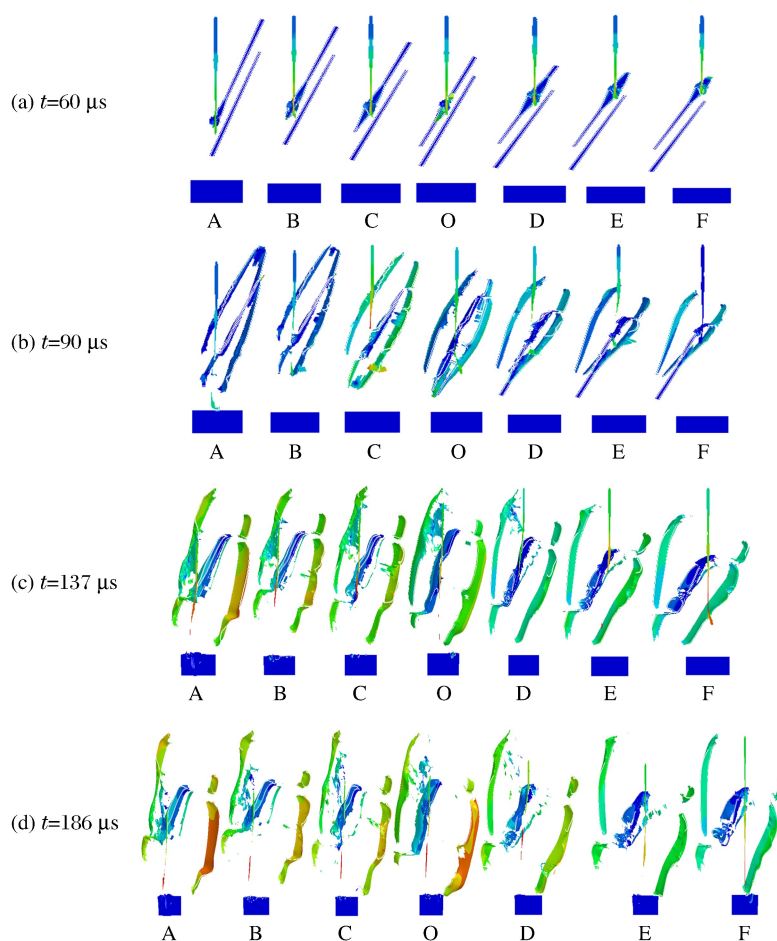 (a) t=60 μs
A B C O D E F
(b) t=90 μs
A B C O D E F
(c) t=137 μs
A B C O D E F
(d) t=186 μs
A B C O D E F